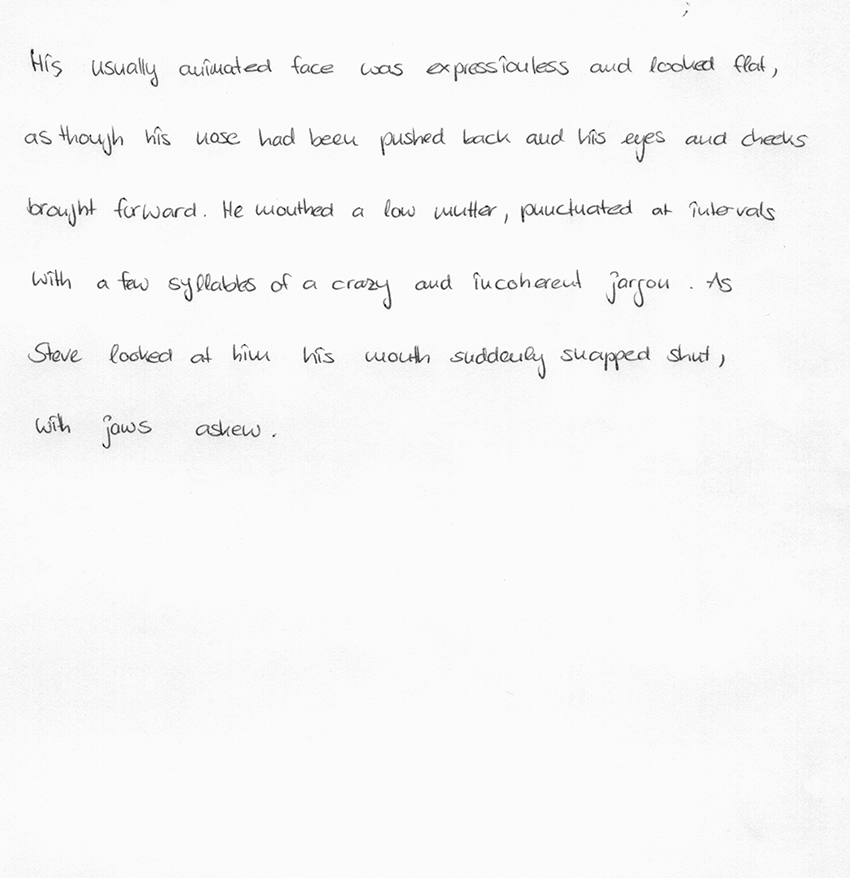 His usually animated face was expressionless and looked flat,
as though his nose had been pushed back and his eyes and cheeks
brought forward. He mouthed a low mutter, punctuated at intervals
with a few syllables of a crazy and incoherent jargon. As
Steve looked at him his mouth suddenly snapped shut,
with jaws askew.